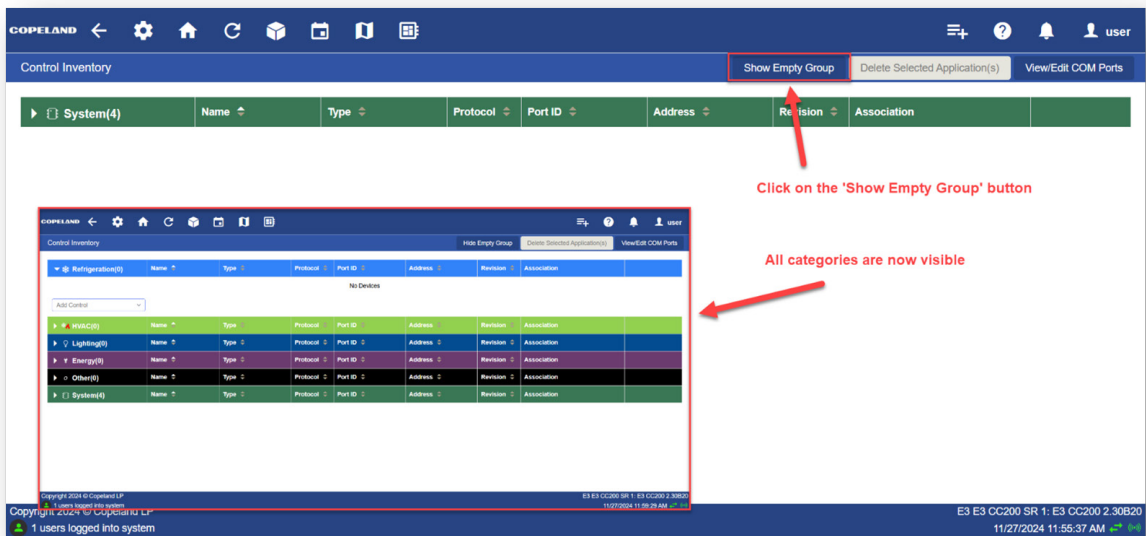 COPELAND user
Control Inventory Show Empty Group Delete Selected Application(s) View/Edit COM Ports
System(4) Name Type Protocol Port ID Address Revision Association
Click on the 'Show Empty Group' button
All categories are now visible
COPELAND user
Control Inventory Hide Empty Group Delete Selected Application(s) View/Edit COM Ports
Refrigeration(0) Name Type Protocol Port ID Address Revision Association
No Devices
Add Control
HVAC(0) Name Type Protocol Port ID Address Revision Association
Lighting(0) Name Type Protocol Port ID Address Revision Association
Energy(0) Name Type Protocol Port ID Address Revision Association
Other(0) Name Type Protocol Port ID Address Revision Association
System(4) Name Type Protocol Port ID Address Revision Association
Copyright 2024 © Copeland LP E3 E3 CC200 SR 1: E3 CC200 2.30B20
1 users logged into system 11/27/2024 11:59:29 AM
Copyright 2024 © Copeland LP E3 E3 CC200 SR 1: E3 CC200 2.30B20
1 users logged into system 11/27/2024 11:55:37 AM